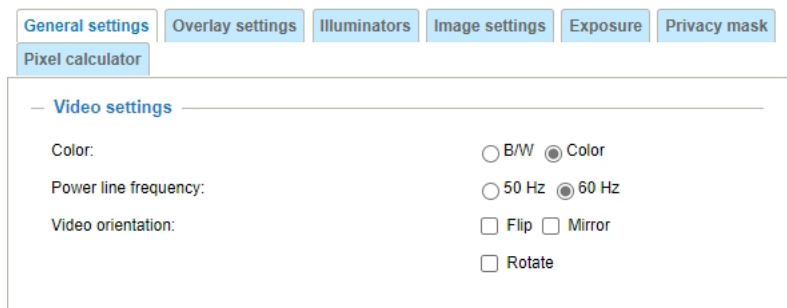 General settings Overlay settings Illuminators Image settings Exposure Privacy mask
Pixel calculator
Video settings
Color: B/W Color
Power line frequency: 50 Hz 60 Hz
Video orientation: Flip Mirror
Rotate